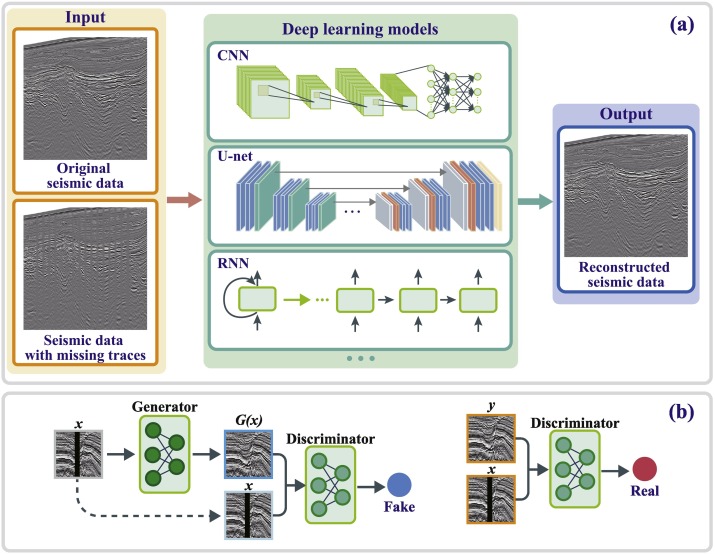 (a)
Input
Original
seismic data
Seismic data
with missing traces
Deep learning models
CNN
U-net
...
RNN
...
...
Output
Reconstructed
seismic data
(b)
x
Generator
G(x)
x
Discriminator
Fake
y
x
Discriminator
Real